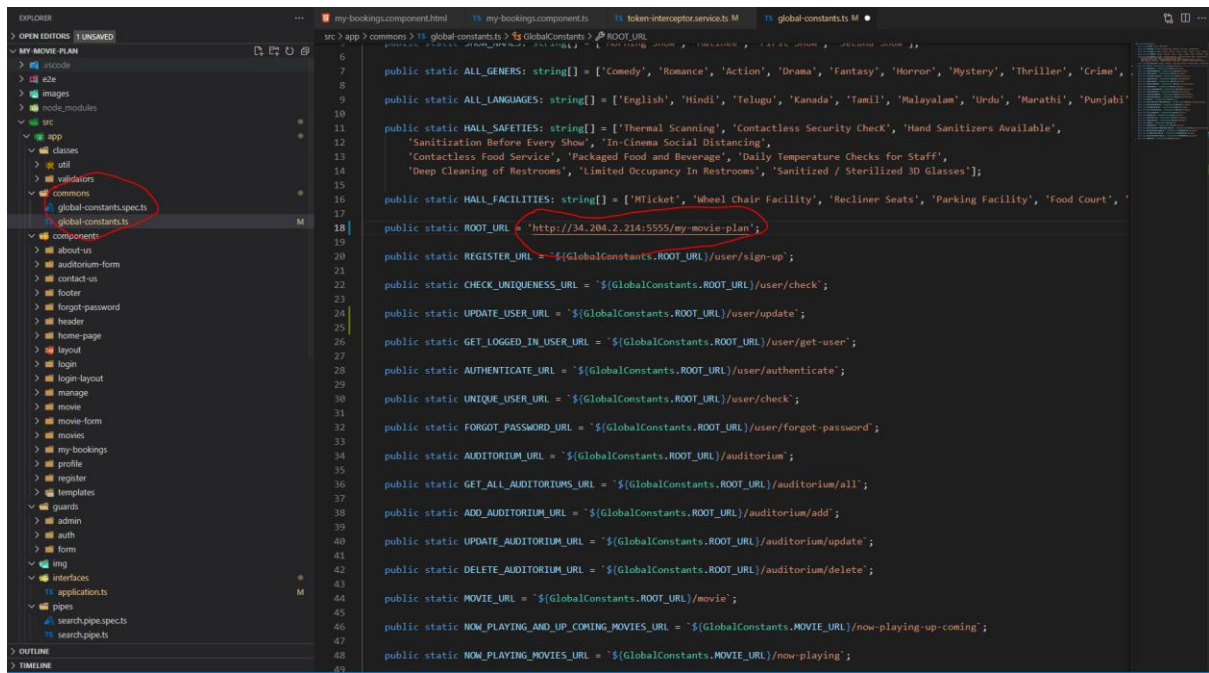 EXPLORER
OPEN EDITORS 1 UNSAVED
MY-MOVIE-PLAN
.vscode
e2e
images
node_modules
src
app
classes
util
validators
commons
global-constants.spec.ts
TS global-constants.ts M
components
about-us
auditorium-form
contact-us
footer
forgot-password
header
home-page
layout
login
login-layout
manage
movie
movie-form
movies
my-bookings
profile
register
templates
guards
admin
auth
form
img
interfaces
TS application.ts M
pipes
search.pipe.spec.ts
TS search.pipe.ts
OUTLINE
TIMELINE
my-bookings.component.html TS my-bookings.component.ts TS token-interceptor.service.ts M TS global-constants.ts M
src > app > commons > TS global-constants.ts > GlobalConstants > ROOT_URL
6
7 public static ALL_GENERS: string[] = ['Comedy', 'Romance', 'Action', 'Drama', 'Fantasy', 'Horror', 'Mystery', 'Thriller', 'Crime',
8
9 public static ALL_LANGUAGES: string[] = ['English', 'Hindi', 'Telugu', 'Kanada', 'Tamil', 'Malayalam', 'Urdu', 'Marathi', 'Punjabi'
10
11 public static HALL_SAFETIES: string[] = ['Thermal Scanning', 'Contactless Security ChecK', 'Hand Sanitizers Available',
12 'Sanitization Before Every Show', 'In-Cinema Social Distancing',
13 'Contactless Food Service', 'Packaged Food and Beverage', 'Daily Temperature Checks for Staff',
14 'Deep Cleaning of Restrooms', 'Limited Occupancy In Restrooms', 'Sanitized / Sterilized 3D Glasses'];
15
16 public static HALL_FACILITIES: string[] = ['MTicket', 'Wheel Chair Facility', 'Recliner Seats', 'Parking Facility', 'Food Court', '
17
18 public static ROOT_URL = 'http://34.204.2.214:5555/my-movie-plan';
19
20 public static REGISTER_URL = `${GlobalConstants.ROOT_URL}/user/sign-up`;
21
22 public static CHECK_UNIQUENESS_URL = `${GlobalConstants.ROOT_URL}/user/check`;
23
24 public static UPDATE_USER_URL = `${GlobalConstants.ROOT_URL}/user/update`;
25
26 public static GET_LOGGED_IN_USER_URL = `${GlobalConstants.ROOT_URL}/user/get-user`;
27
28 public static AUTHENTICATE_URL = `${GlobalConstants.ROOT_URL}/user/authenticate`;
29
30 public static UNIQUE_USER_URL = `${GlobalConstants.ROOT_URL}/user/check`;
31
32 public static FORGOT_PASSWORD_URL = `${GlobalConstants.ROOT_URL}/user/forgot-password`;
33
34 public static AUDITORIUM_URL = `${GlobalConstants.ROOT_URL}/auditorium`;
35
36 public static GET_ALL_AUDITORIUMS_URL = `${GlobalConstants.ROOT_URL}/auditorium/all`;
37
38 public static ADD_AUDITORIUM_URL = `${GlobalConstants.ROOT_URL}/auditorium/add`;
39
40 public static UPDATE_AUDITORIUM_URL = `${GlobalConstants.ROOT_URL}/auditorium/update`;
41
42 public static DELETE_AUDITORIUM_URL = `${GlobalConstants.ROOT_URL}/auditorium/delete`;
43
44 public static MOVIE_URL = `${GlobalConstants.ROOT_URL}/movie`;
45
46 public static NOW_PLAYING_AND_UP_COMING_MOVIES_URL = `${GlobalConstants.MOVIE_URL}/now-playing-up-coming`;
47
48 public static NOW_PLAYING_MOVIES_URL = `${GlobalConstants.MOVIE_URL}/now-playing`;
49